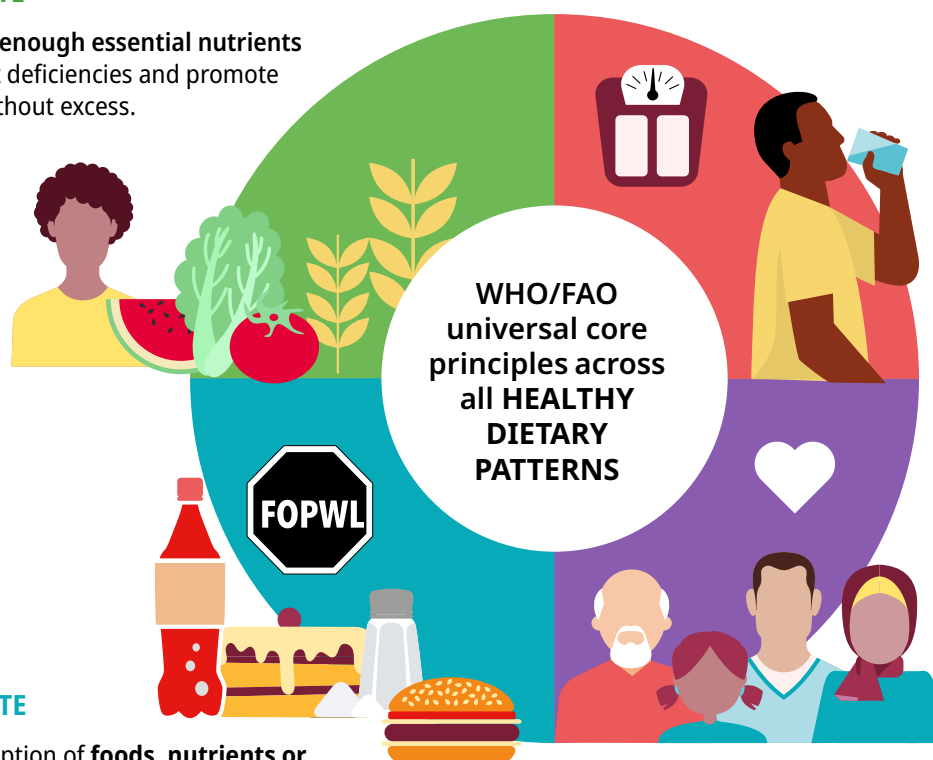 enough essential nutrients
deficiencies and promote
thout excess.
WHO/FAO
universal core
principles across
all HEALTHY
DIETARY
PATTERNS
FOPWL
TE
ption of foods, nutrients or